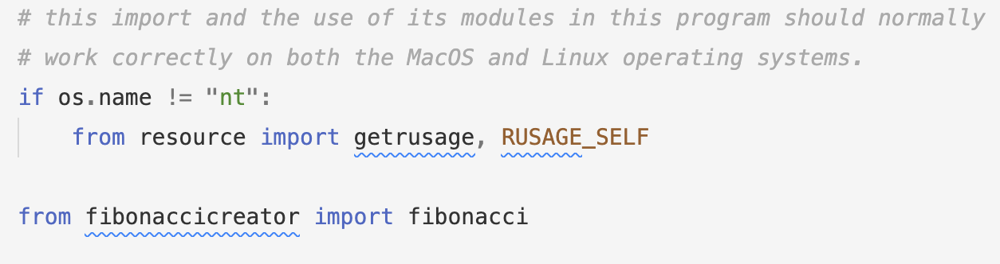 # this import and the use of its modules in this program should normally
# work correctly on both the MacOS and Linux operating systems.
if os.name != "nt":
    from resource import getrusage, RUSAGE_SELF
from fibonaccicreator import fibonacci